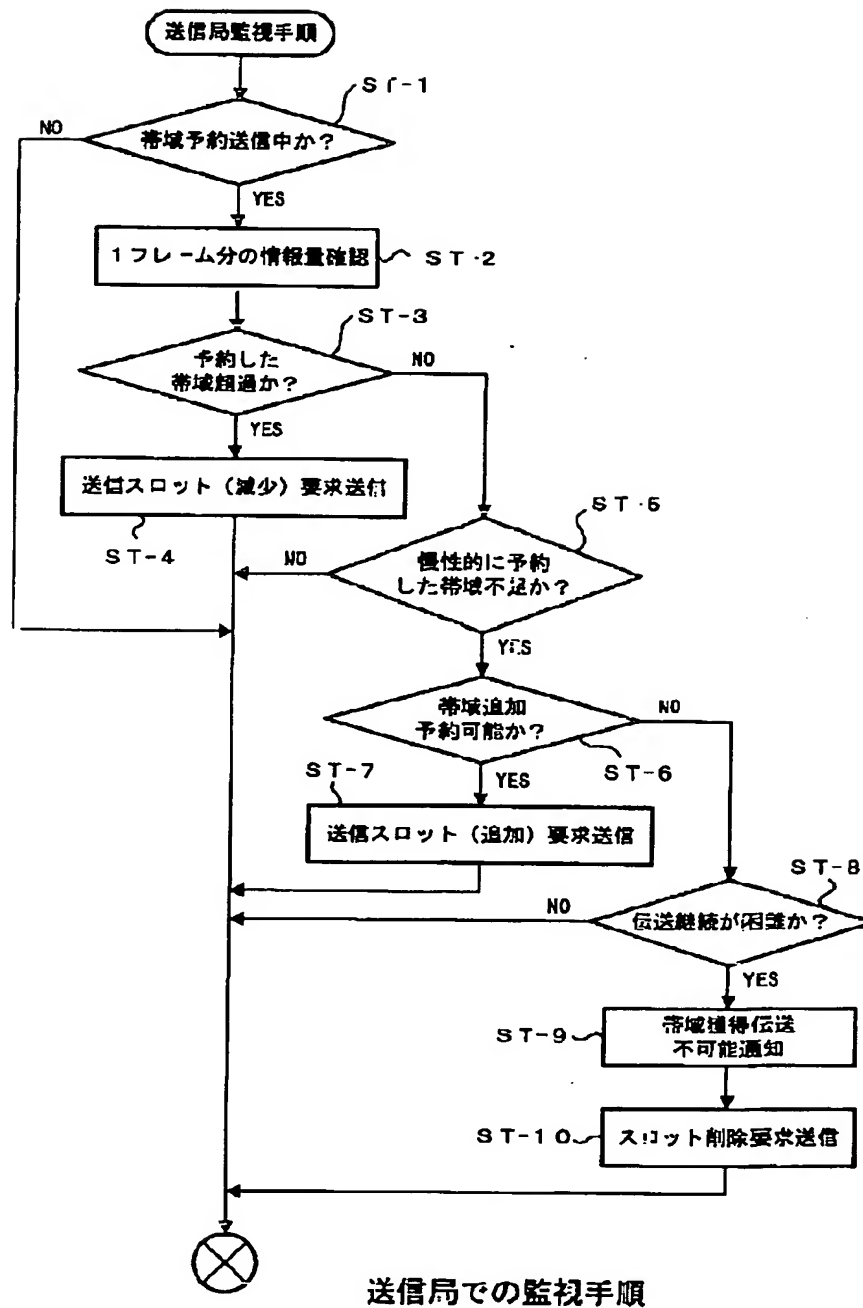 送信局監視手順
ST-1
NO
帯域予約送信中か?
YES
1フレーム分の情報量確認
ST-2
ST-3
予約した
帯域超過か?
NO
YES
送信スロット(減少)要求送信
ST-4
ST-5
慢性的に予約
した帯域不足か?
NO
YES
帯域追加
予約可能か?
NO
ST-6
ST-7
YES
送信スロット(追加)要求送信
ST-8
NO
伝送継続が困難か?
YES
ST-9
帯域獲得伝送
不可能通知
ST-10
スロット削除要求送信
送信局での監視手順